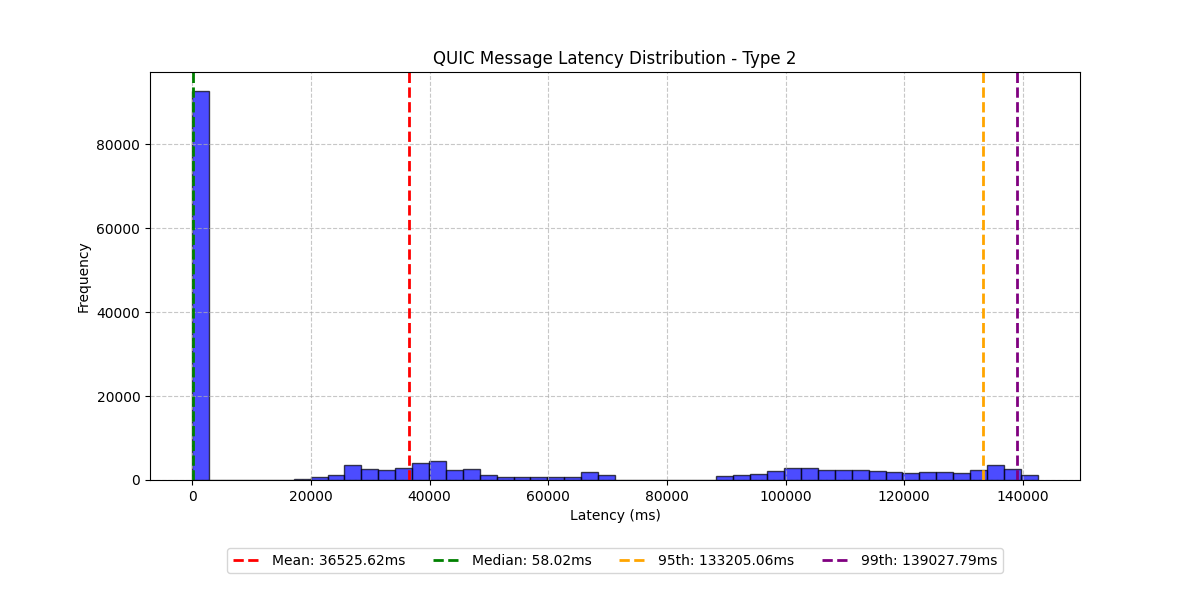 QUIC Message Latency Distribution - Type 2
Frequency
80000
60000
40000
20000
0
0 20000 40000 60000 80000 100000 120000 140000
Latency (ms)
Mean: 36525.62ms Median: 58.02ms 95th: 133205.06ms 99th: 139027.79ms